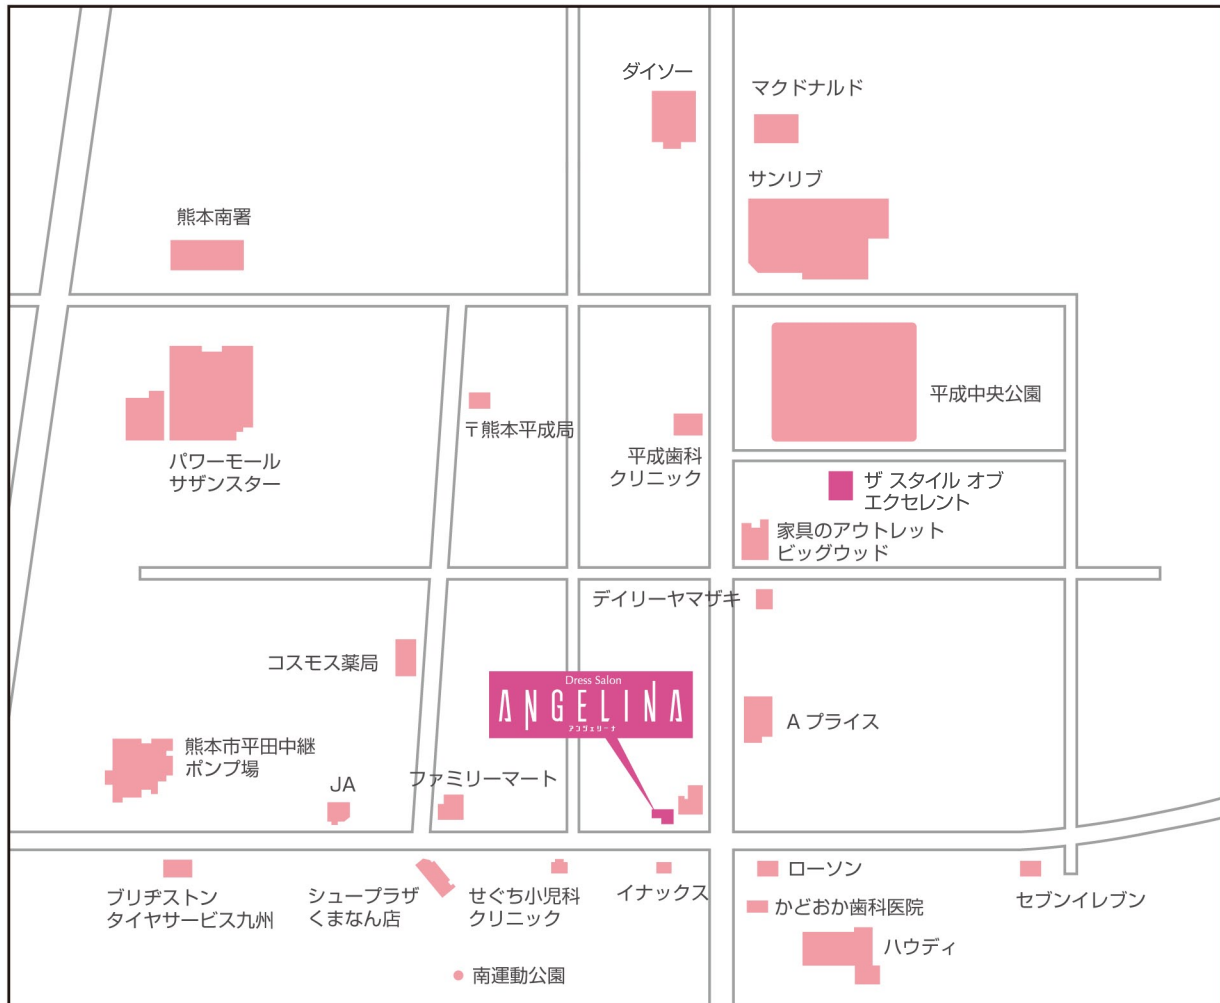 ダイソー
マクドナルド
サンリブ
熊本南署
平成中央公園
〒熊本平成局
平成歯科
クリニック
パワーモール
サザンスター
ザ スタイル オブ
エクセレント
家具のアウトレット
ビッグウッド
デイリーヤマザキ
コスモス薬局
Dress Salon
ANGELINA
アンジェリーナ
A プライス
熊本市平田中継
ポンプ場
JA
ファミリーマート
ブリヂストン
タイヤサービス九州
シュープラザ
くまなん店
せぐち小児科
クリニック
イナックス
ローソン
セブンイレブン
かどおか歯科医院
ハウディ
南運動公園